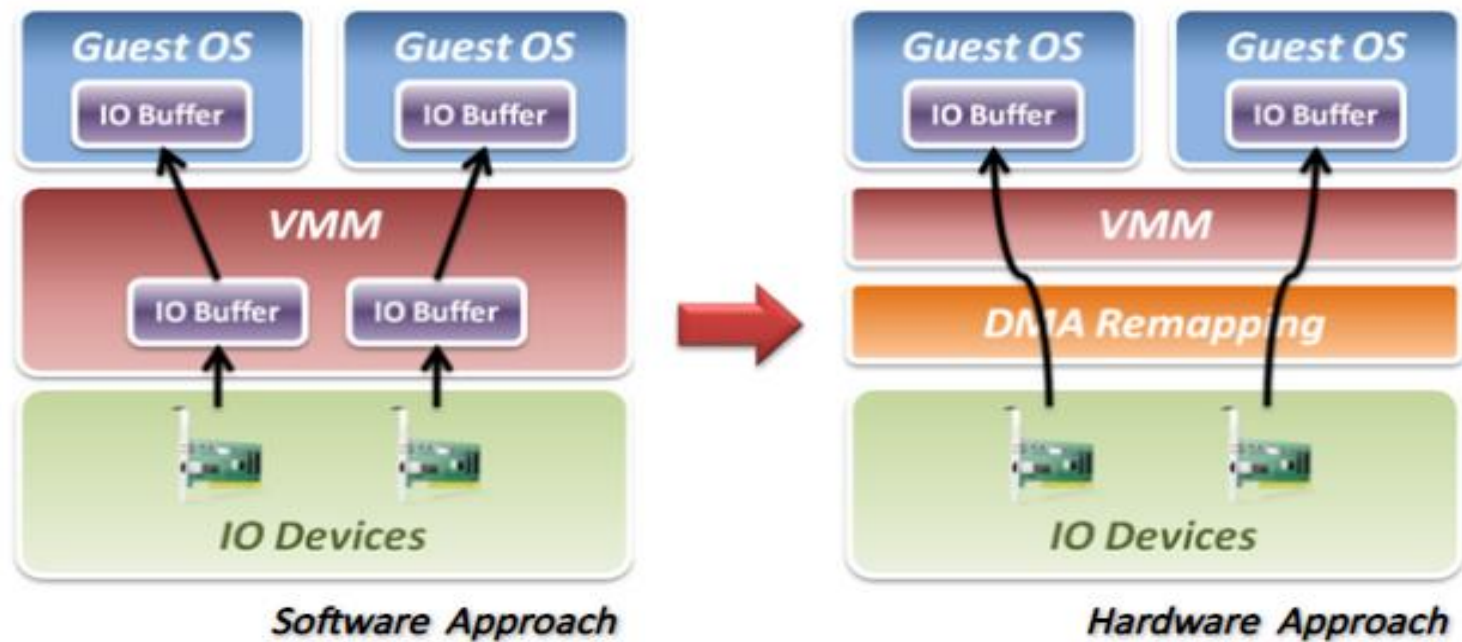 Guest OS
IO Buffer
Guest OS
IO Buffer
VMM
IO Buffer
IO Buffer
IO Devices
Software Approach
Guest OS
IO Buffer
Guest OS
IO Buffer
VMM
DMA Remapping
IO Devices
Hardware Approach